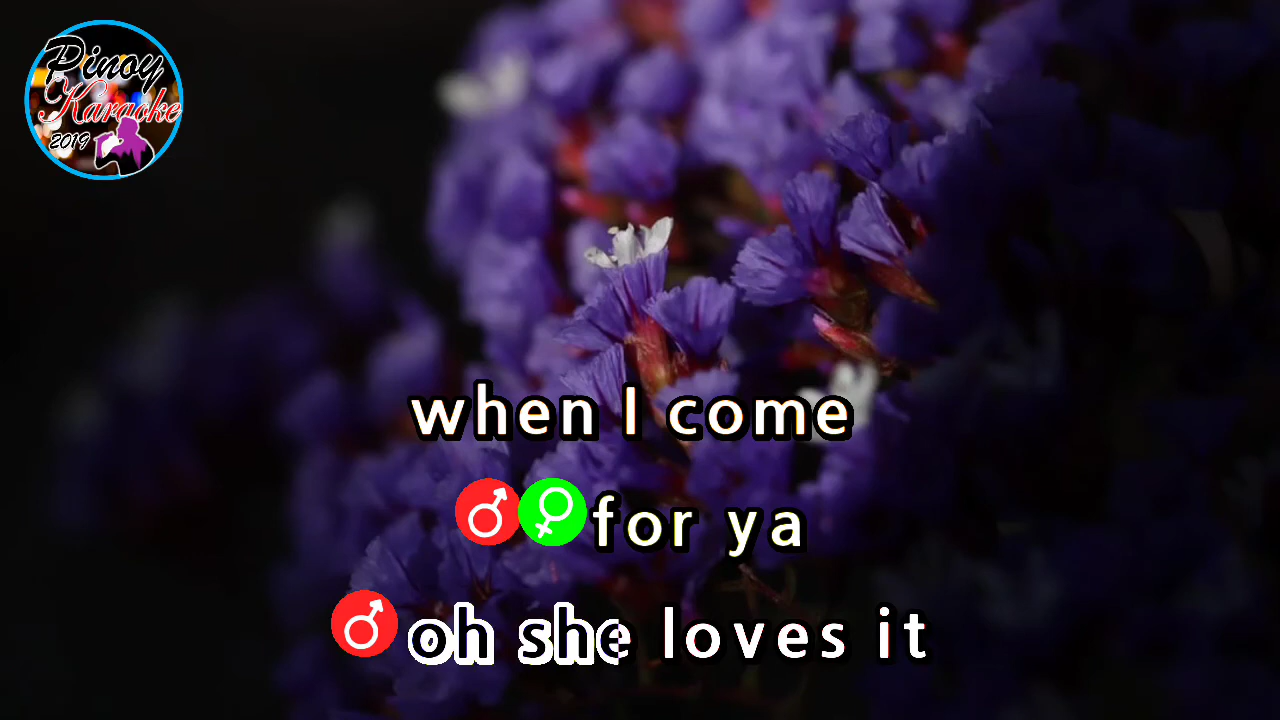 Pinoy
Karaoke
2019
when I come
for ya
oh she loves it